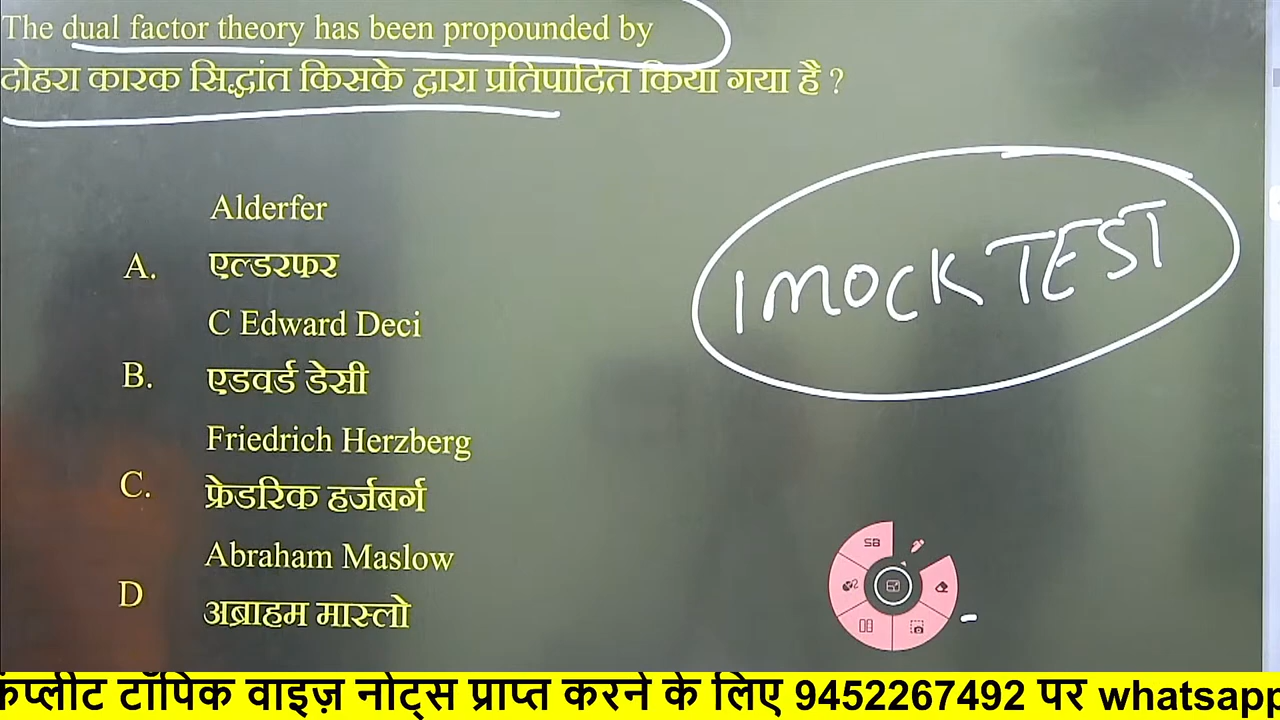 The dual factor theory has been propounded by
दोहरा कारक सिद्धांत किसके द्वारा प्रतिपादित किया गया है ?
Alderfer
A. एल्डरफर
C Edward Deci
B. एडवर्ड डेसी
Friedrich Herzberg
C. फ्रेडरिक हर्जबर्ग
Abraham Maslow
D अब्राहम मास्लो
1 MOCK TEST
SB
कंप्लीट टॉपिक वाइज़ नोट्स प्राप्त करने के लिए 9452267492 पर whatsapp